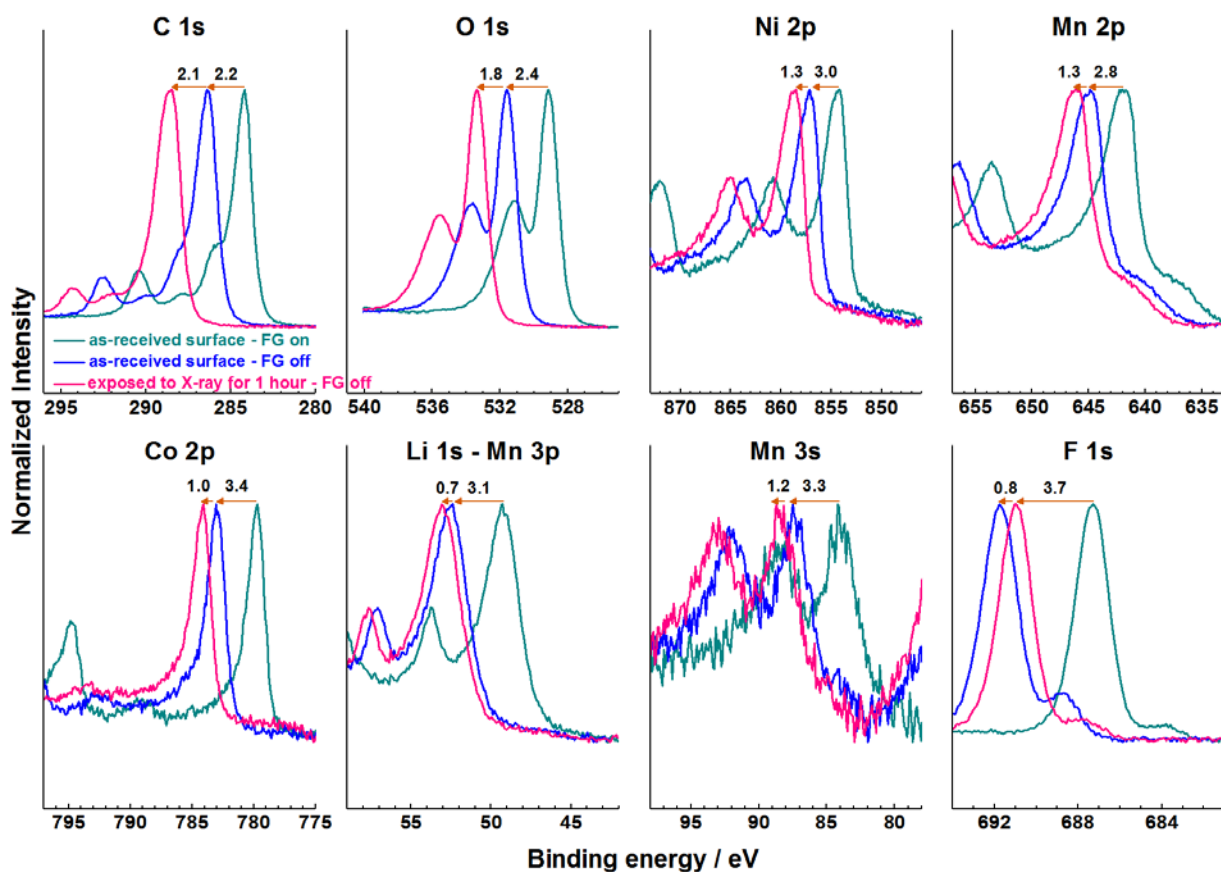 C 1s
O 1s
Ni 2p
Mn 2p
2.1 2.2
1.8 2.4
1.3 3.0
1.3 2.8
as-received surface - FG on
as-received surface - FG off
exposed to X-ray for 1 hour - FG off
295 290 285 280
540 536 532 528
870 865 860 855 850
655 650 645 640 635
Normalized Intensity
Co 2p
Li 1s - Mn 3p
Mn 3s
F 1s
1.0 3.4
0.7 3.1
1.2 3.3
0.8 3.7
795 790 785 780 775
55 50 45
95 90 85 80
692 688 684
Binding energy / eV